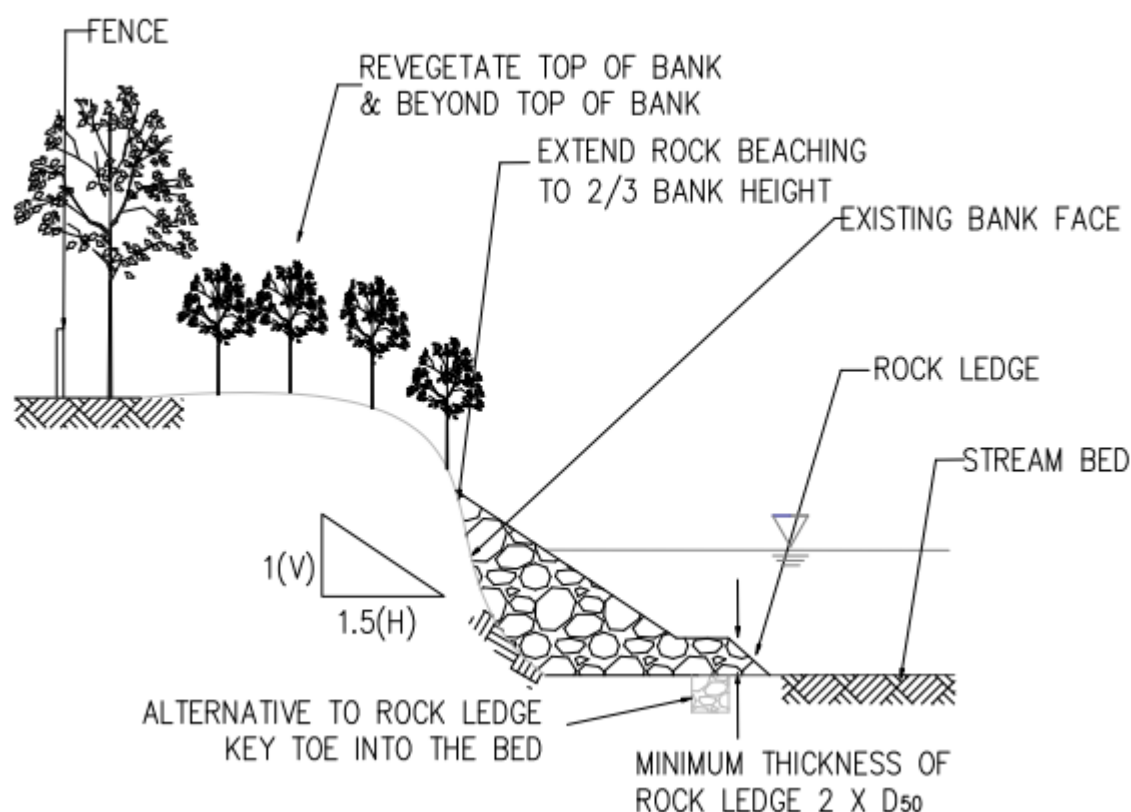 FENCE
REVEGETATE TOP OF BANK
& BEYOND TOP OF BANK
EXTEND ROCK BEACHING
TO 2/3 BANK HEIGHT
EXISTING BANK FACE
ROCK LEDGE
STREAM BED
1(V)
1.5(H)
ALTERNATIVE TO ROCK LEDGE
KEY TOE INTO THE BED
MINIMUM THICKNESS OF
ROCK LEDGE 2 X D50